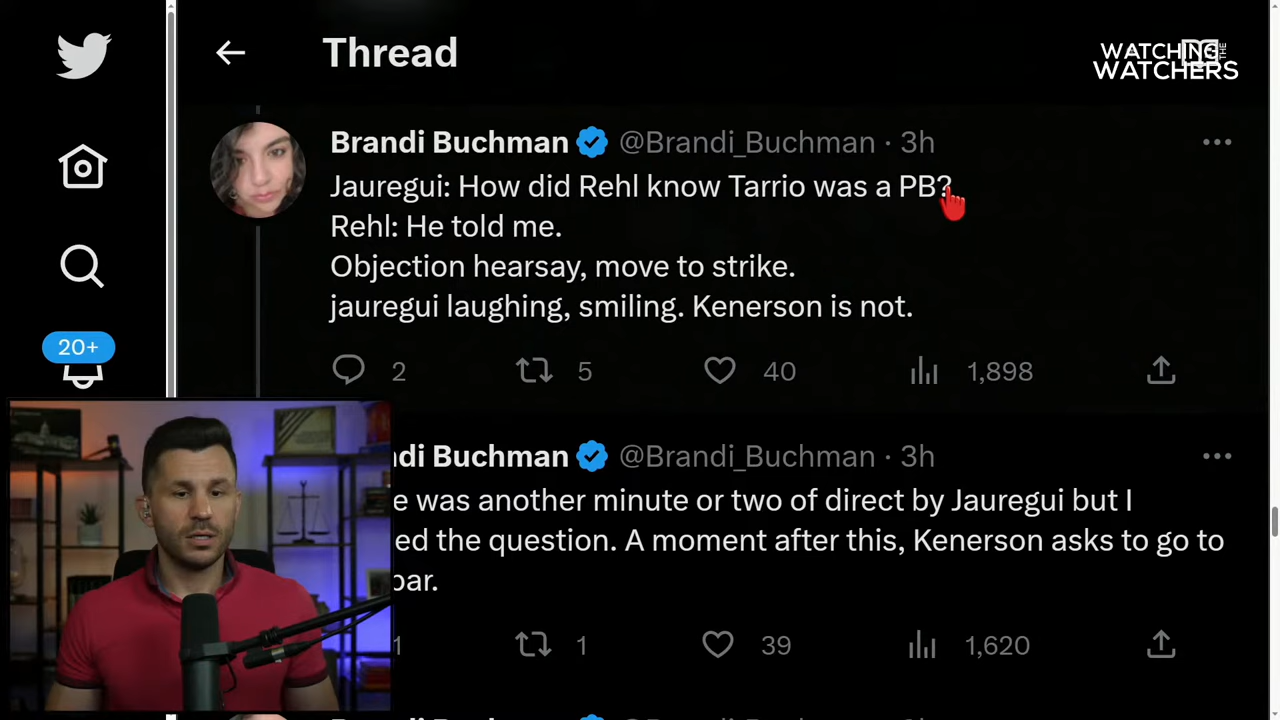 Thread
WATCHING THE
WATCHERS
Brandi Buchman @Brandi_Buchman · 3h
Jauregui: How did Rehl know Tarrio was a PB?
Rehl: He told me.
Objection hearsay, move to strike.
jauregui laughing, smiling. Kenerson is not.
2 5 40 1,898
20+
di Buchman @Brandi_Buchman · 3h
e was another minute or two of direct by Jauregui but I
ed the question. A moment after this, Kenerson asks to go to
bar.
1 1 39 1,620